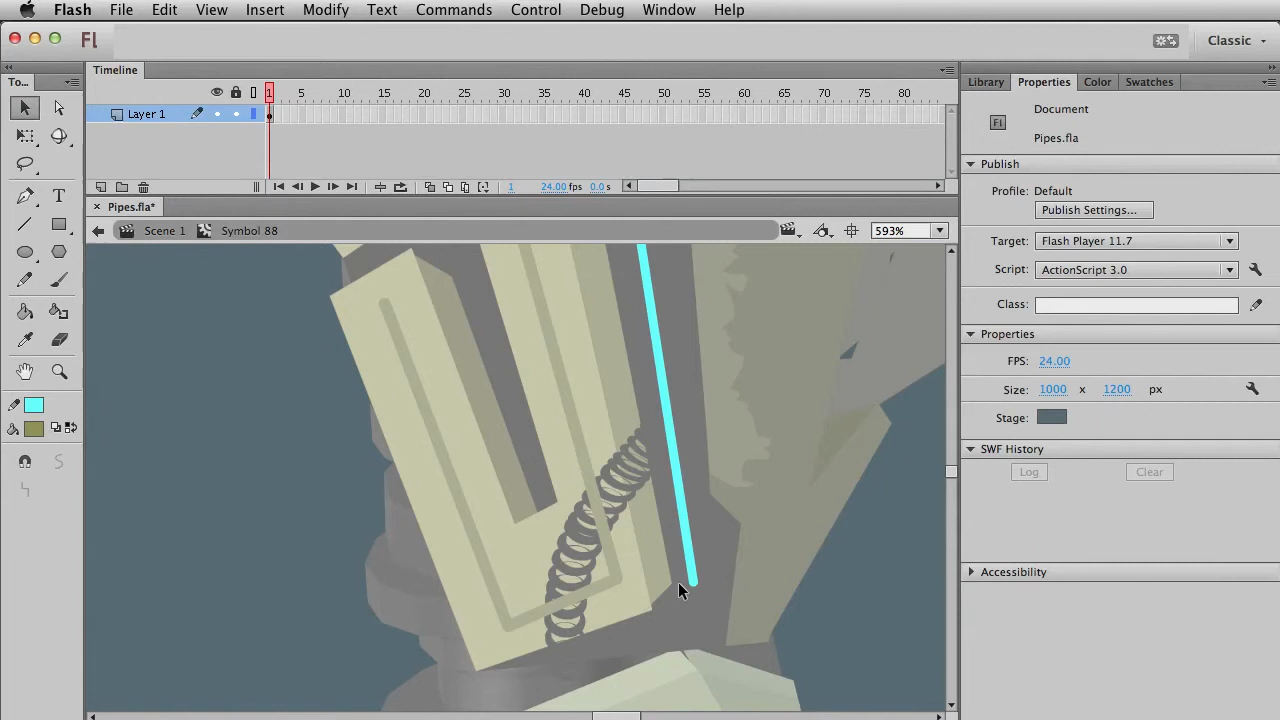 Flash File Edit View Insert Modify Text Commands Control Debug Window Help
Fl Classic
To... Timeline Library Properties Color Swatches
1 5 10 15 20 25 30 35 40 45 50 55 60 65 70 75 80
Layer 1
Document
Fl
Pipes.fla
Publish
1 24.00 fps 0.0 s
Profile: Default
Publish Settings...
Pipes.fla*
Scene 1 Symbol 88 593%
Target: Flash Player 11.7
Script: ActionScript 3.0
Class:
Properties
FPS: 24.00
Size: 1000 x 1200 px
Stage:
SWF History
Log Clear
Accessibility